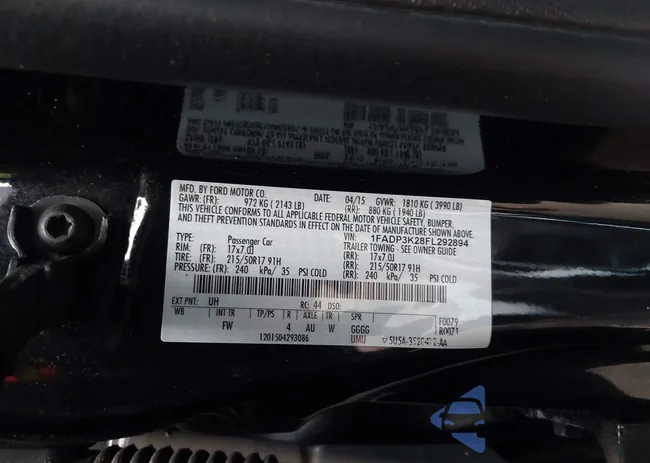 MFD. BY FORD MOTOR CO. DATE: 04/15 GVWR: 1810 KG ( 3990 LB)
GAWR: (FR): 972 KG ( 2143 LB) (RR): 880 KG ( 1940 LB)
THIS VEHICLE CONFORMS TO ALL APPLICABLE FEDERAL MOTOR VEHICLE SAFETY, BUMPER,
AND THEFT PREVENTION STANDARDS IN EFFECT ON THE DATE OF MANUFACTURE SHOWN ABOVE.
VIN: 1FADP3K28FL292894
TYPE: Passenger Car TRAILER TOWING- SEE OWNER GUIDE
RIM: (FR) 17x7.0J (RR): 17x7.0J
TIRE: (FR): 215/50R17 91H (RR): 215/50R17 91H
PRESSURE: (FR): 240 kPa/ 35 PSI COLD (RR): 240 kPa/ 35 PSI COLD
EXT PNT: UH RC: 44 DSO:
WB INT TR TP/PS R AXLE TR SPR F0079
FW 4 AU W GGGG
1201504293086 UMU